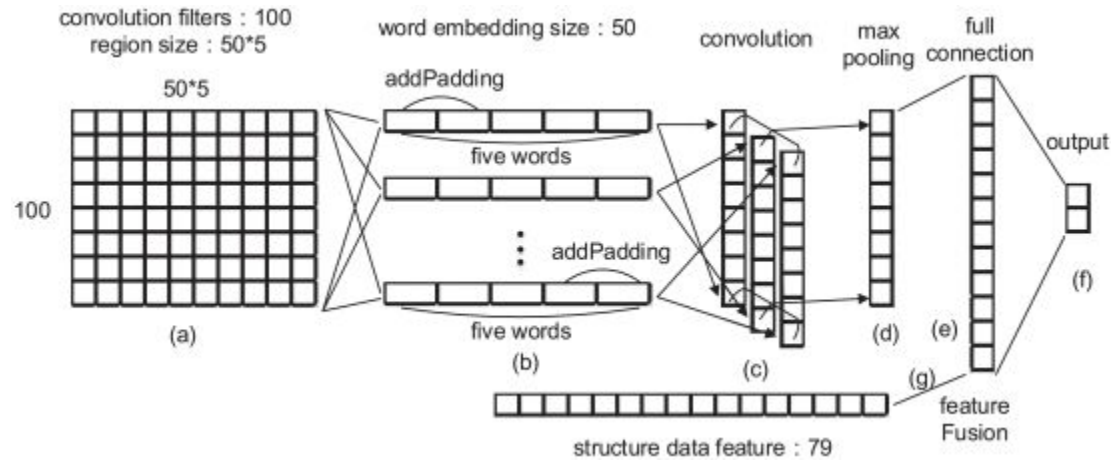 convolution filters : 100
region size : 50*5
word embedding size : 50
convolution
max
pooling
full
connection
50*5
addPadding
five words
output
100
addPadding
five words
(a)
(b)
(c)
(d)
(e)
(f)
(g)
structure data feature : 79
feature
Fusion